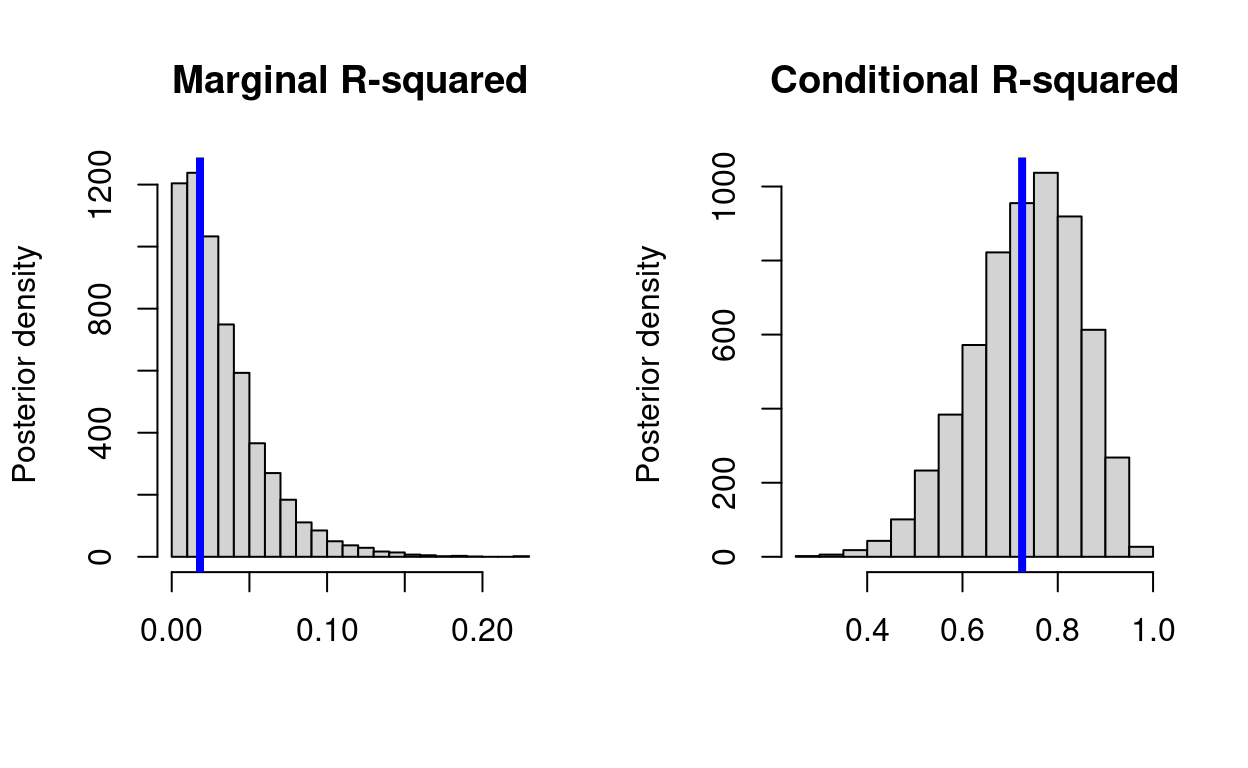 Marginal R-squared
Posterior density
1200
800
400
0
0.00 0.10 0.20
Conditional R-squared
Posterior density
1000
600
200
0
0.4 0.6 0.8 1.0